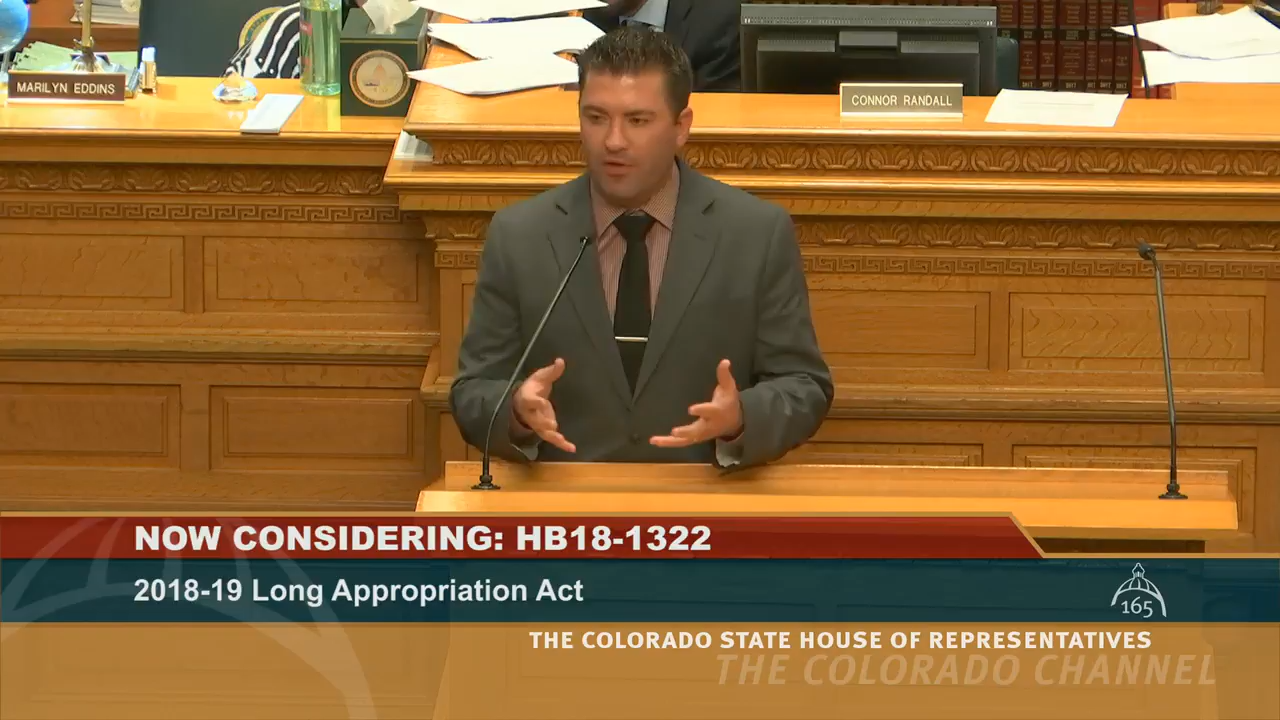 MARILYN EDDINS
CONNOR RANDALL
NOW CONSIDERING: HB18-1322
2018-19 Long Appropriation Act
165
THE COLORADO STATE HOUSE OF REPRESENTATIVES
THE COLORADO CHANNEL